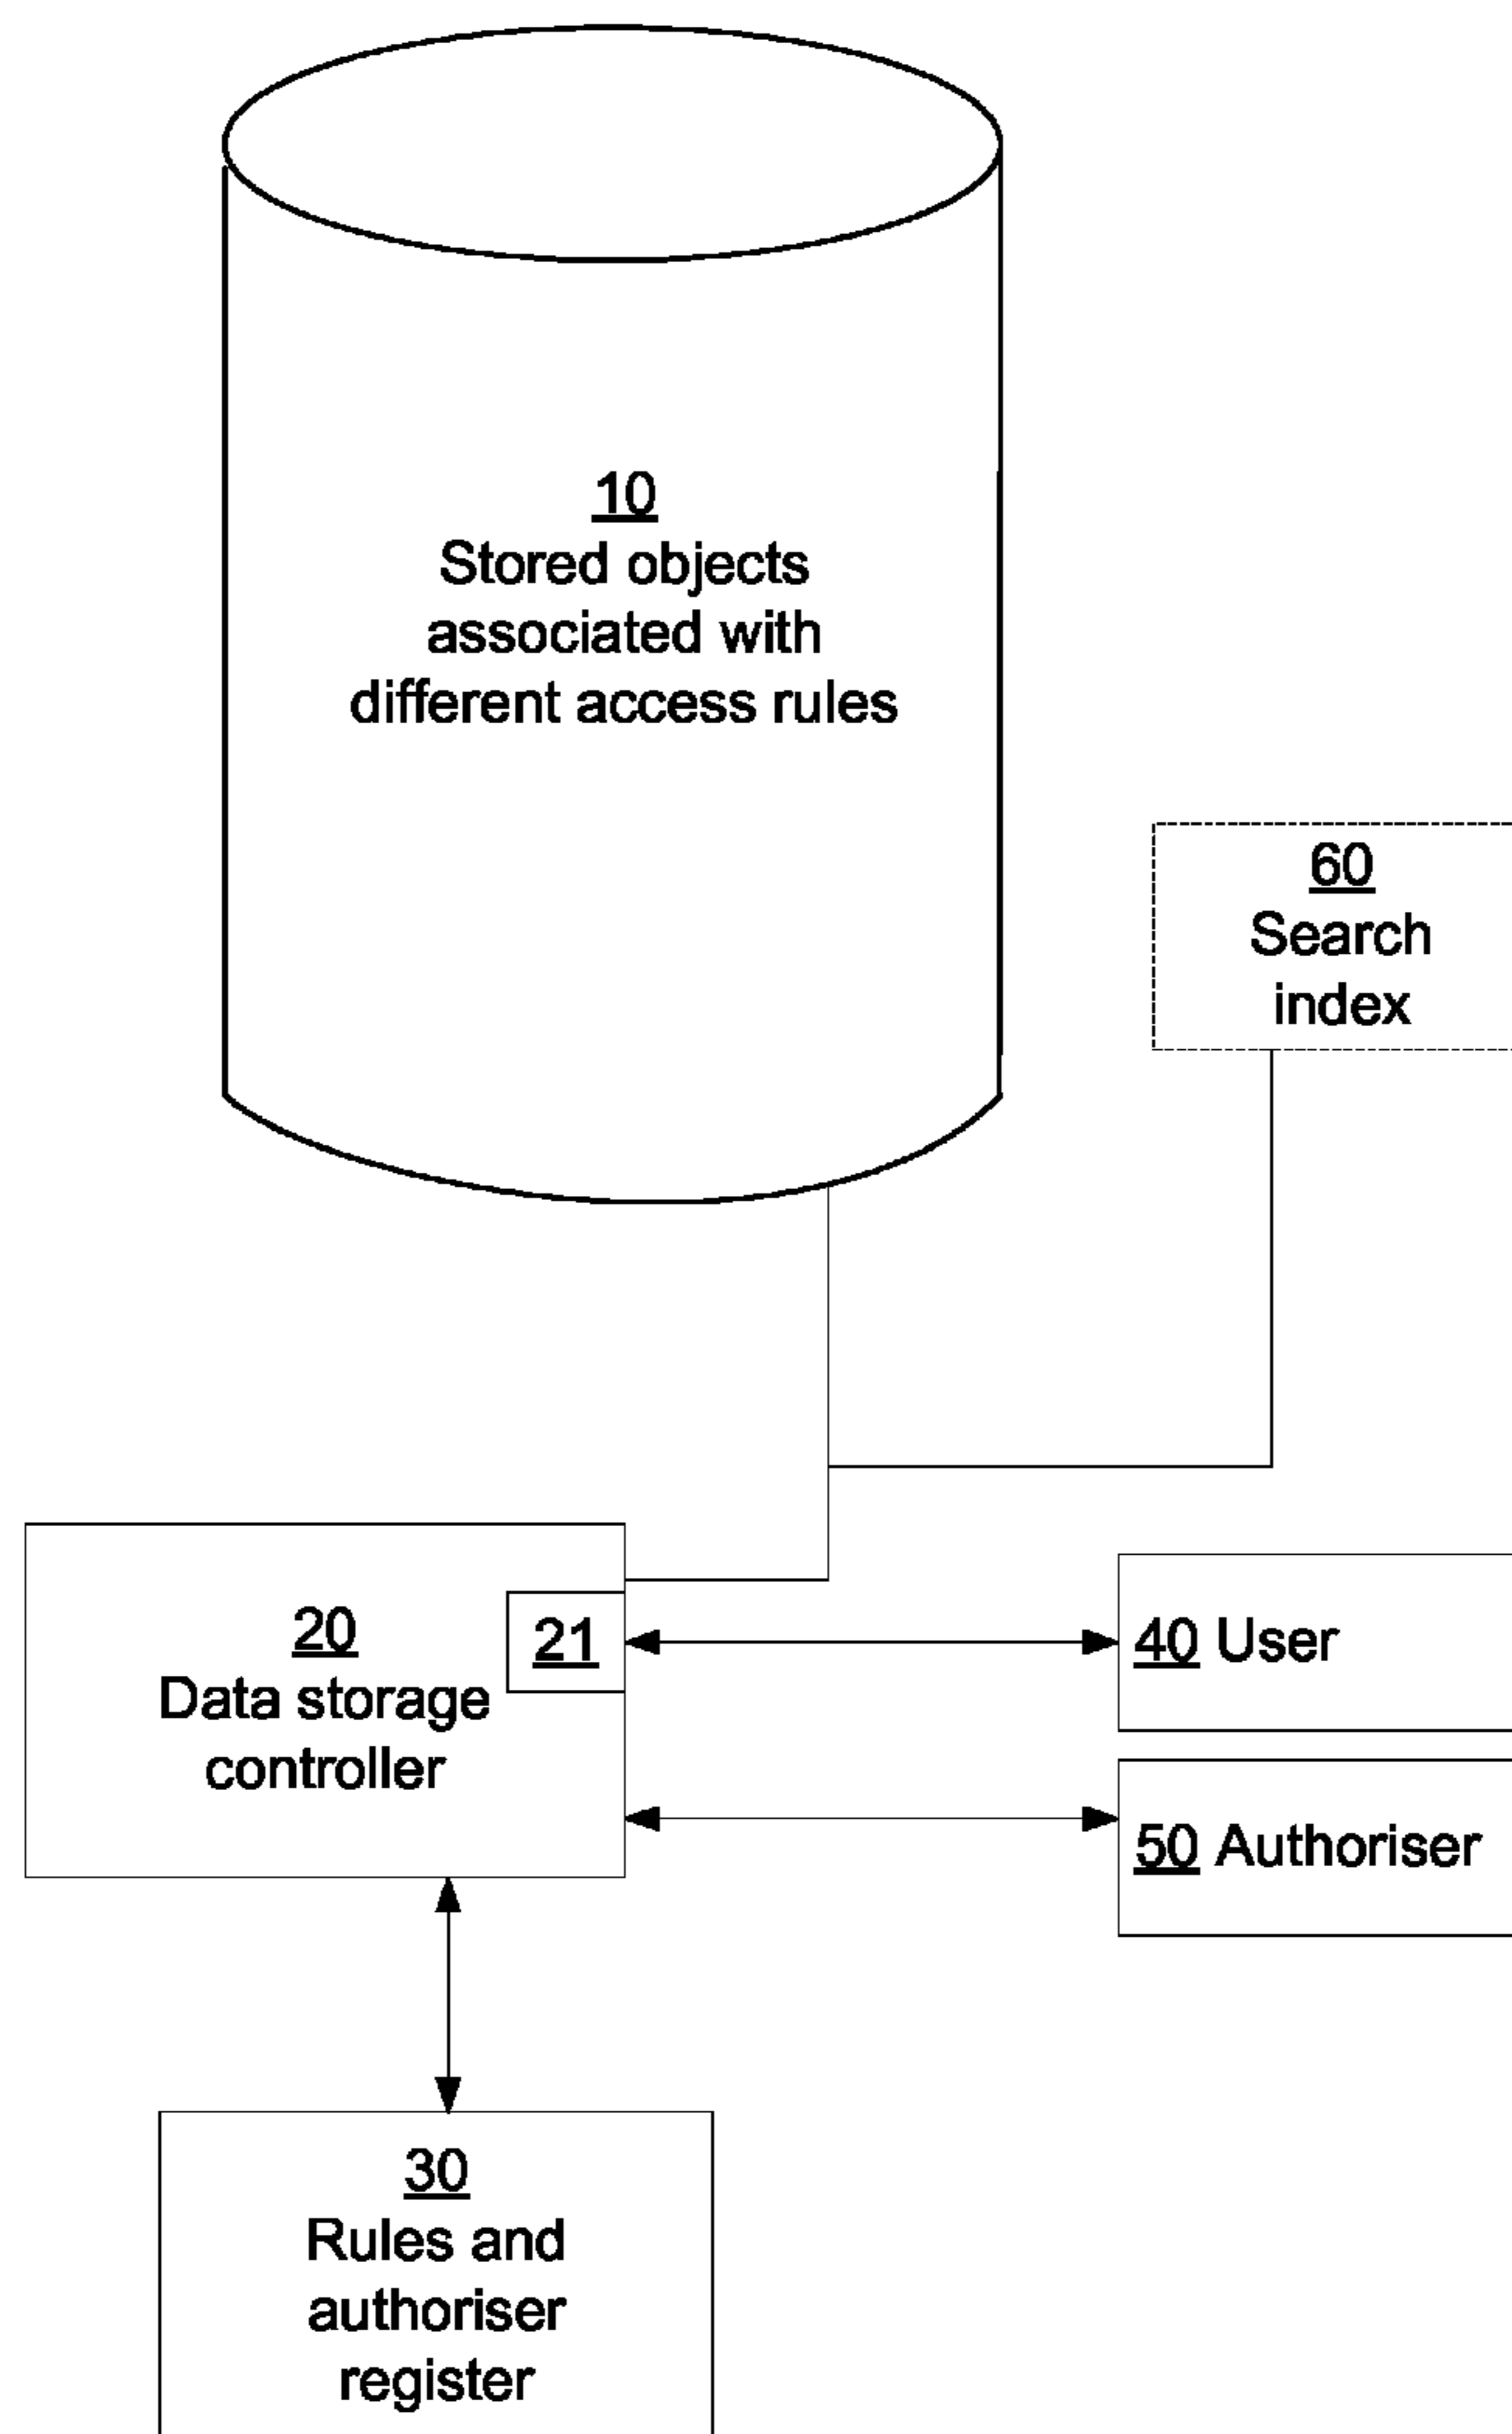 10
Stored objects
associated with
different access rules
60
Search
index
20
Data storage
controller
21
40 User
50 Authoriser
30
Rules and
authoriser
register